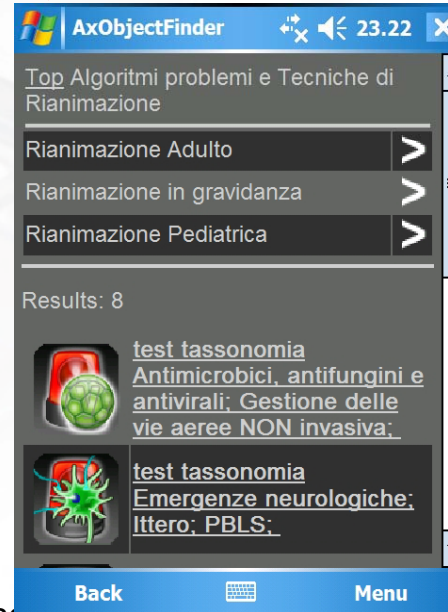 AxObjectFinder 23.22
Top Algoritmi problemi e Tecniche di
Rianimazione
Rianimazione Adulto >
Rianimazione in gravidanza >
Rianimazione Pediatrica >
Results: 8
test tassonomia
Antimicrobici, antifungini e
antivirali; Gestione delle
vie aeree NON invasiva;
test tassonomia
Emergenze neurologiche;
Ittero; PBLS;
Back Menu